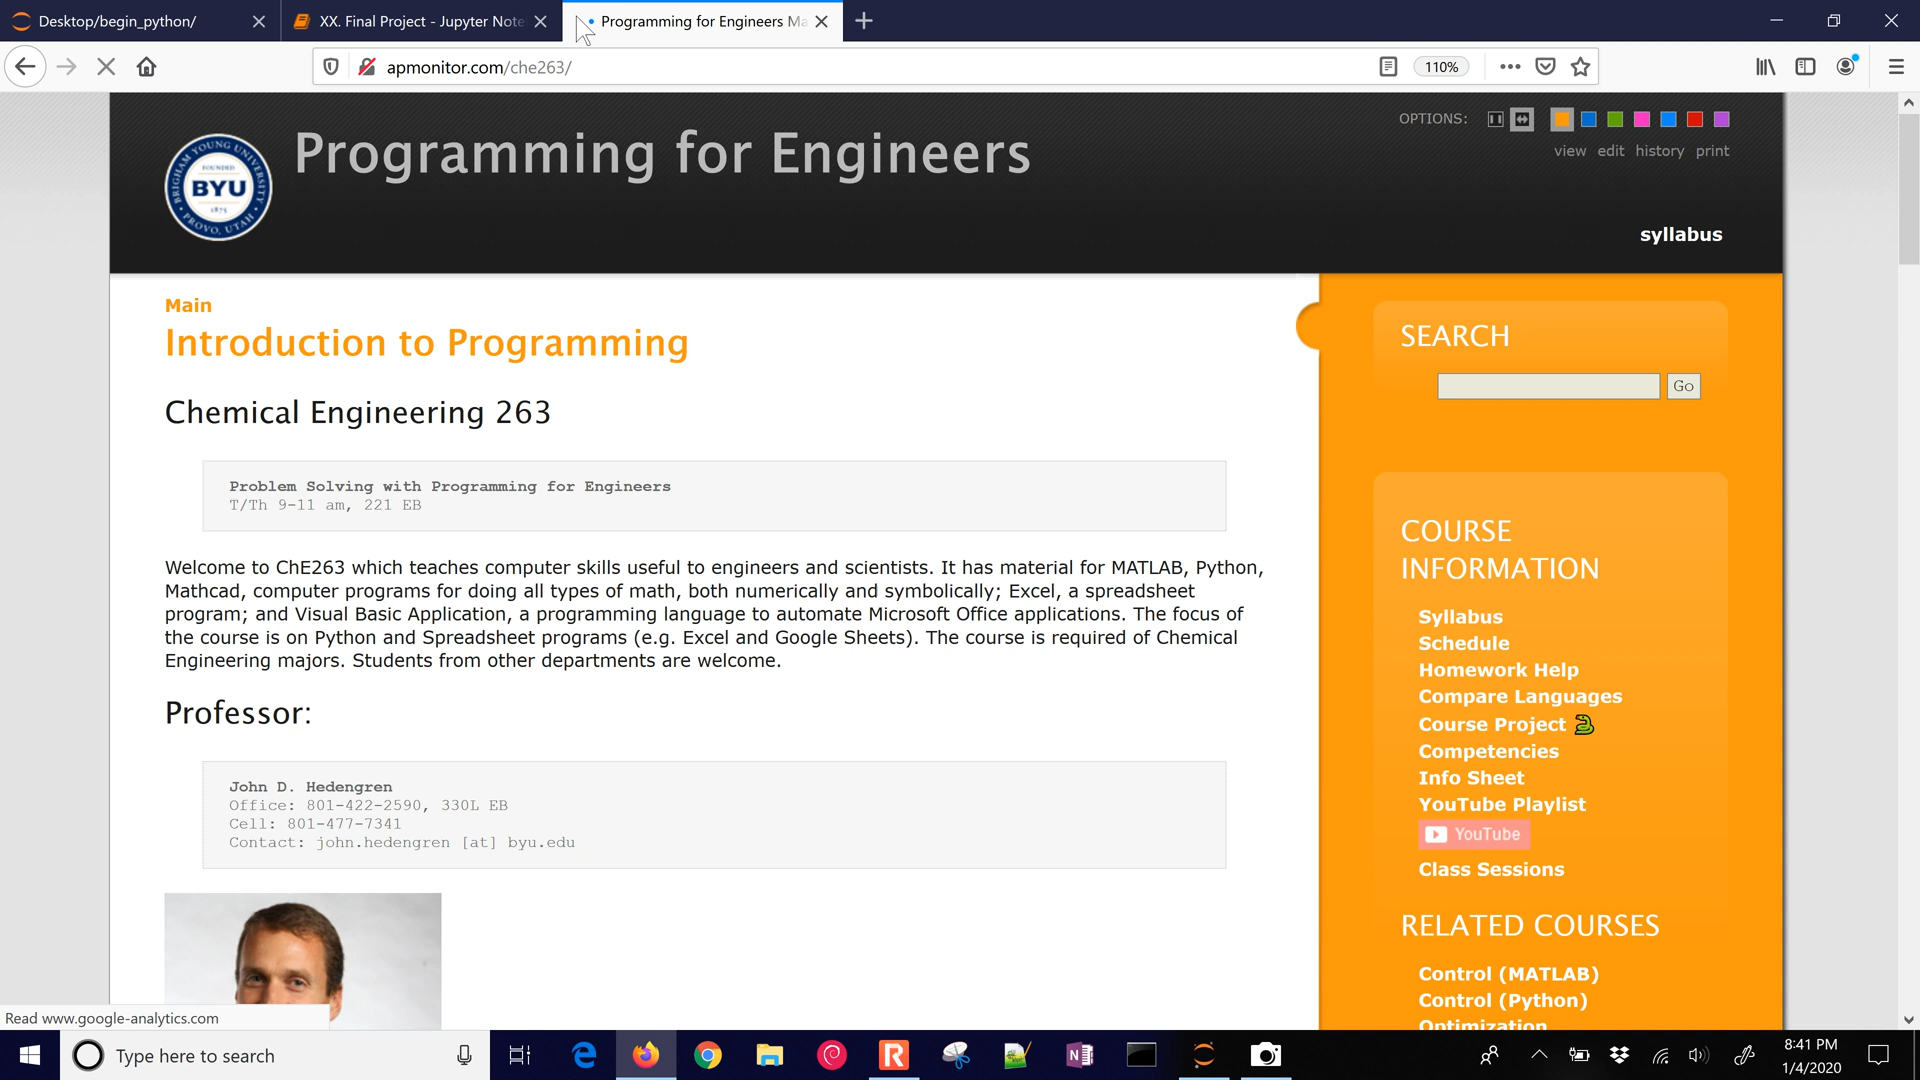 Desktop/begin_python/
XX. Final Project - Jupyter Note
Programming for Engineers Ma
apmonitor.com/che263/
110%
OPTIONS:
view edit history print
Programming for Engineers
BRIGHAM YOUNG UNIVERSITY
FOUNDED
BYU
1875
PROVO, UTAH
syllabus
Main
Introduction to Programming
Chemical Engineering 263
Problem Solving with Programming for Engineers
T/Th 9-11 am, 221 EB
Welcome to ChE263 which teaches computer skills useful to engineers and scientists. It has material for MATLAB, Python,
Mathcad, computer programs for doing all types of math, both numerically and symbolically; Excel, a spreadsheet
program; and Visual Basic Application, a programming language to automate Microsoft Office applications. The focus of
the course is on Python and Spreadsheet programs (e.g. Excel and Google Sheets). The course is required of Chemical
Engineering majors. Students from other departments are welcome.
Professor:
John D. Hedengren
Office: 801-422-2590, 330L EB
Cell: 801-477-7341
Contact: john.hedengren [at] byu.edu
SEARCH
Go
COURSE
INFORMATION
Syllabus
Schedule
Homework Help
Compare Languages
Course Project
Competencies
Info Sheet
YouTube Playlist
YouTube
Class Sessions
RELATED COURSES
Control (MATLAB)
Control (Python)
Optimization
Read www.google-analytics.com
Type here to search
8:41 PM
1/4/2020